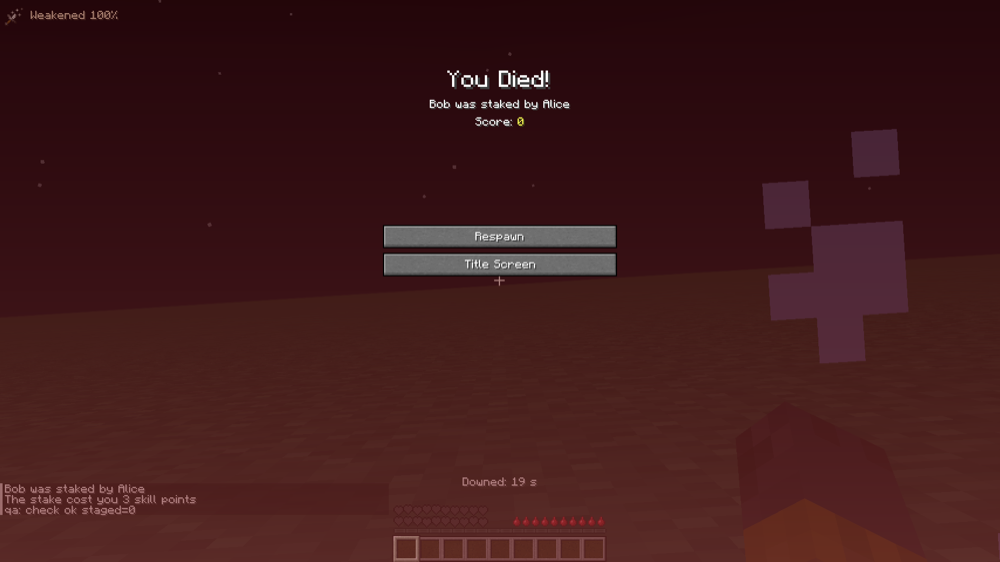 Weakened 100%
You Died!
Bob was staked by Alice
Score: 0
Respawn
Title Screen
Downed: 19 s
Bob was staked by Alice
The stake cost you 3 skill points
qa: check ok staged=0